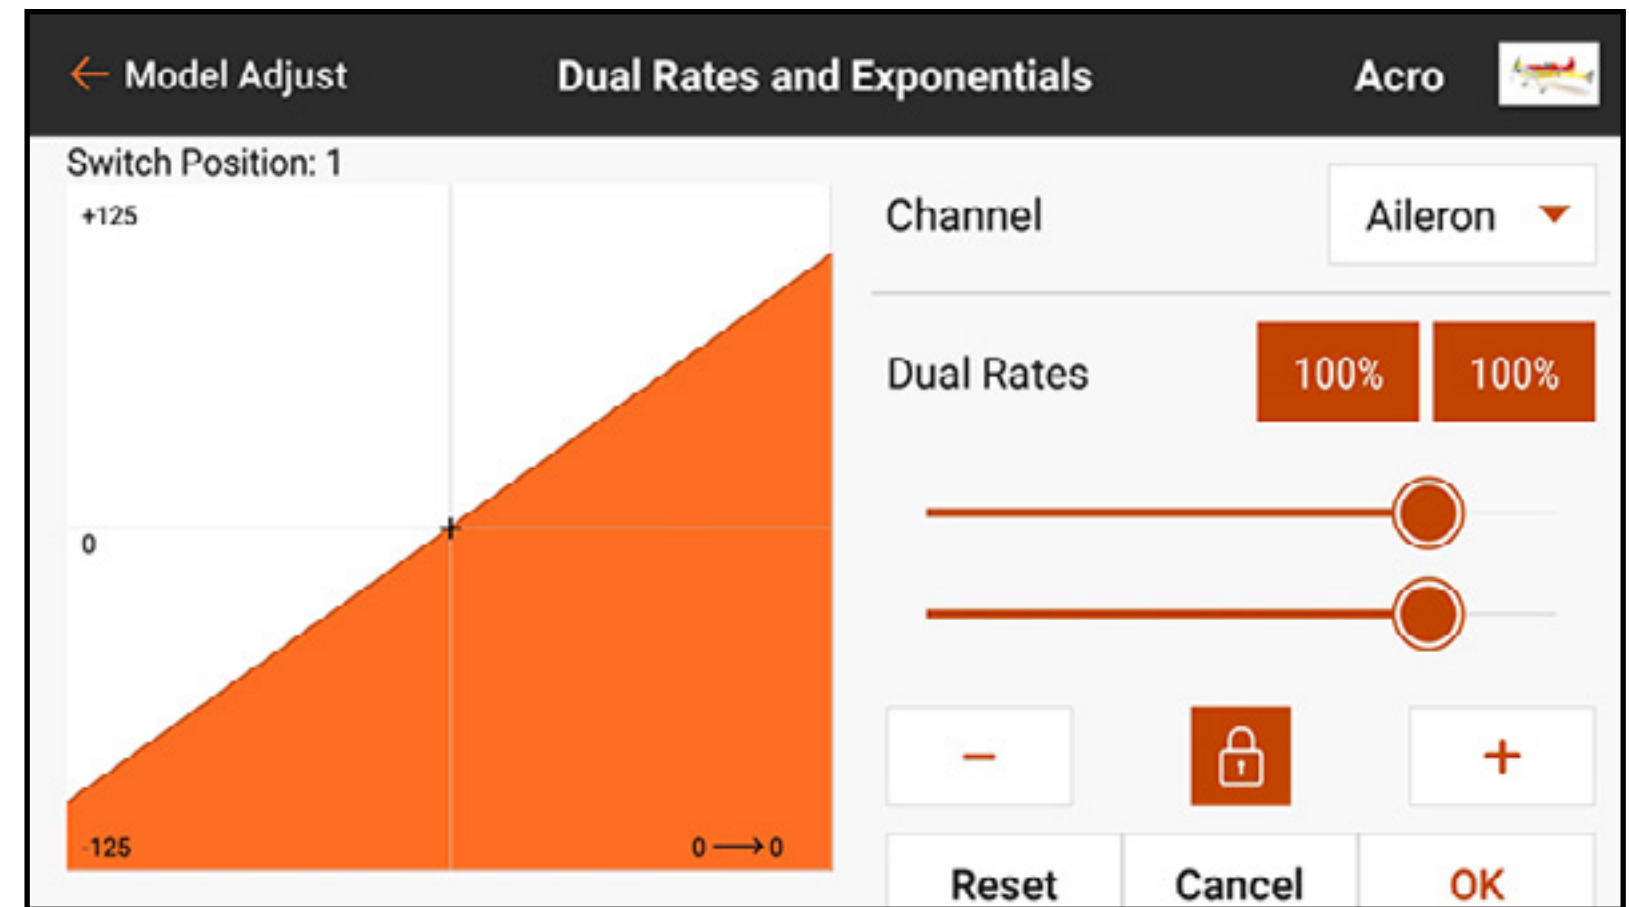 Model Adjust
Dual Rates and Exponentials
Acro
Switch Position: 1
+125
0
-125
0 → 0
Channel
Aileron
Dual Rates
100%
100%
−
+
Reset
Cancel
OK